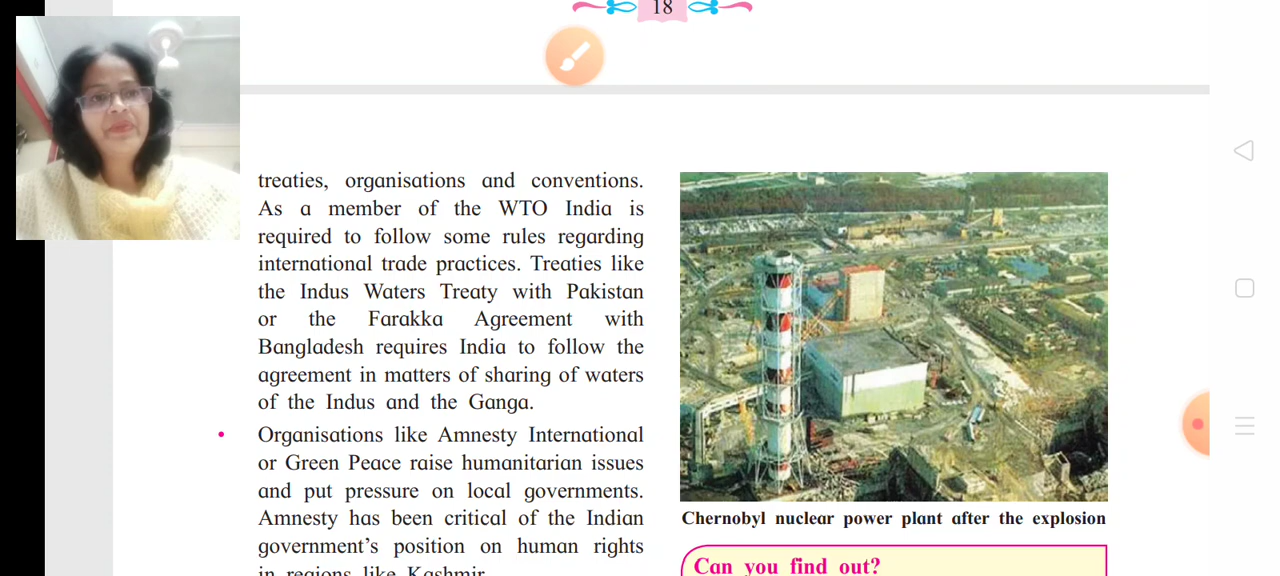 18
treaties, organisations and conventions.
As a member of the WTO India is
required to follow some rules regarding
international trade practices. Treaties like
the Indus Waters Treaty with Pakistan
or the Farakka Agreement with
Bangladesh requires India to follow the
agreement in matters of sharing of waters
of the Indus and the Ganga.
• Organisations like Amnesty International
or Green Peace raise humanitarian issues
and put pressure on local governments.
Amnesty has been critical of the Indian
government's position on human rights
in regions like Kashmir.
Chernobyl nuclear power plant after the explosion
Can you find out?